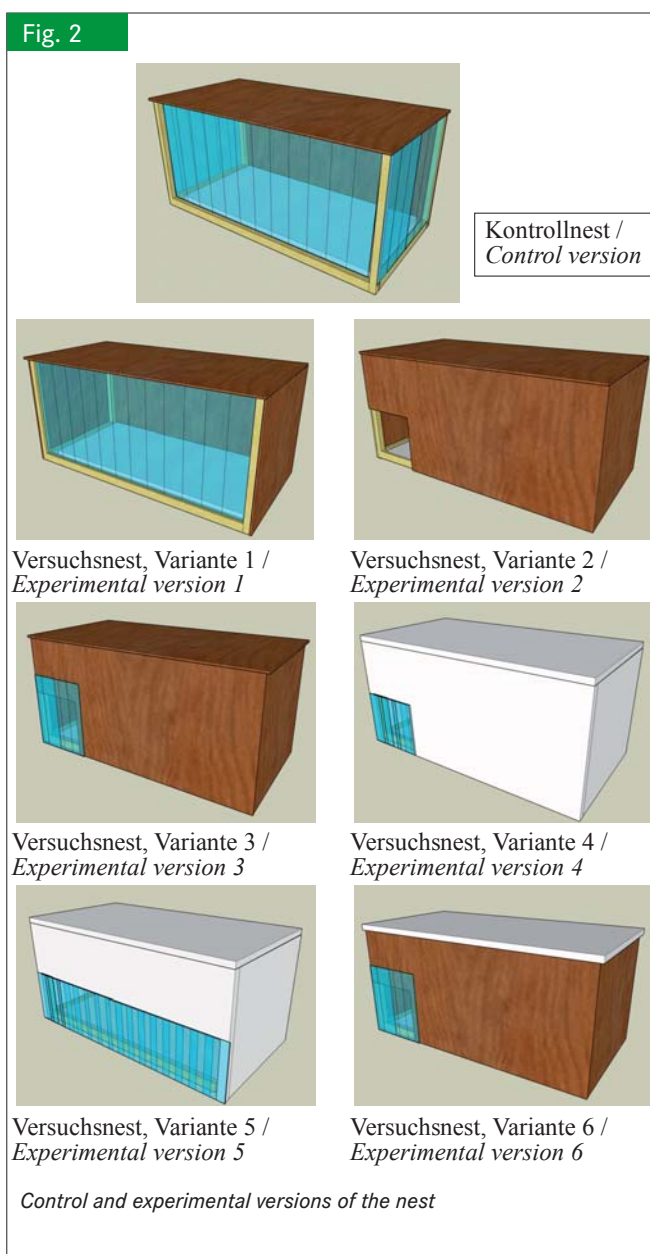 Fig. 2
Kontrollnest /
Control version
Versuchsnest, Variante 1 /
Experimental version 1
Versuchsnest, Variante 2 /
Experimental version 2
Versuchsnest, Variante 3 /
Experimental version 3
Versuchsnest, Variante 4 /
Experimental version 4
Versuchsnest, Variante 5 /
Experimental version 5
Versuchsnest, Variante 6 /
Experimental version 6
Control and experimental versions of the nest